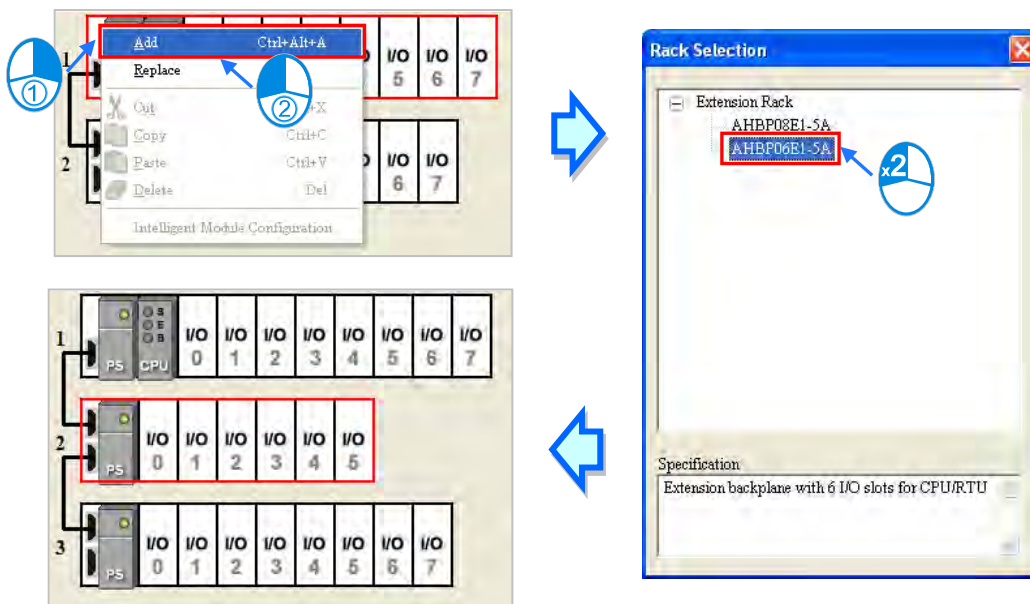 Add Ctrl+Alt+A
Replace
Cut +X
Copy Ctrl+C
Paste Ctrl+V
Delete Del
Intelligent Module Configuration
1
2
I/O I/O I/O
5 6 7
I/O I/O
6 7
①
②
Rack Selection
Extension Rack
AHBP08E1-5A
AHBP06E1-5A
x2
Specification
Extension backplane with 6 I/O slots for CPU/RTU
1
PS CPU
S
E
B
I/O I/O I/O I/O I/O I/O I/O I/O
0 1 2 3 4 5 6 7
2
PS
I/O I/O I/O I/O I/O I/O
0 1 2 3 4 5
3
PS
I/O I/O I/O I/O I/O I/O I/O I/O
0 1 2 3 4 5 6 7